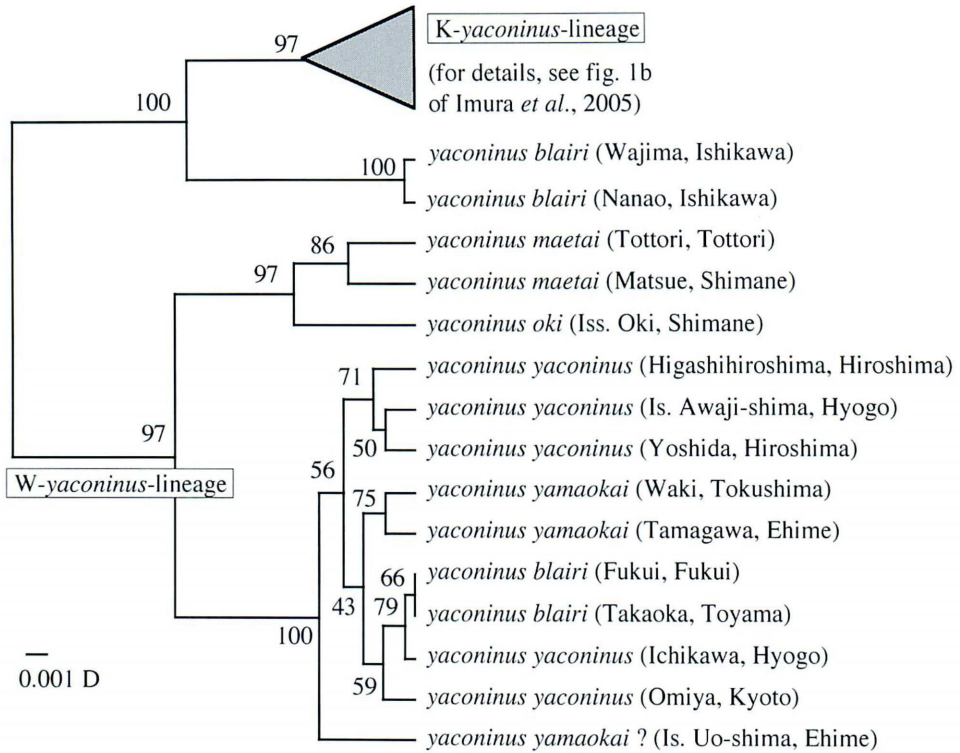 97
K-yaconinus-lineage
(for details, see fig. 1b
of Imura et al., 2005)
100
100
yaconinus blairi (Wajima, Ishikawa)
yaconinus blairi (Nanao, Ishikawa)
86
yaconinus maetai (Tottori, Tottori)
97
yaconinus maetai (Matsue, Shimane)
yaconinus oki (Iss. Oki, Shimane)
71
yaconinus yaconinus (Higashihiroshima, Hiroshima)
yaconinus yaconinus (Is. Awaji-shima, Hyogo)
97
50
yaconinus yaconinus (Yoshida, Hiroshima)
W-yaconinus-lineage
56
75
yaconinus yamaokai (Waki, Tokushima)
yaconinus yamaokai (Tamagawa, Ehime)
66
yaconinus blairi (Fukui, Fukui)
43
79
yaconinus blairi (Takaoka, Toyama)
100
yaconinus yaconinus (Ichikawa, Hyogo)
0.001 D
59
yaconinus yaconinus (Omiya, Kyoto)
yaconinus yamaokai ? (Is. Uo-shima, Ehime)